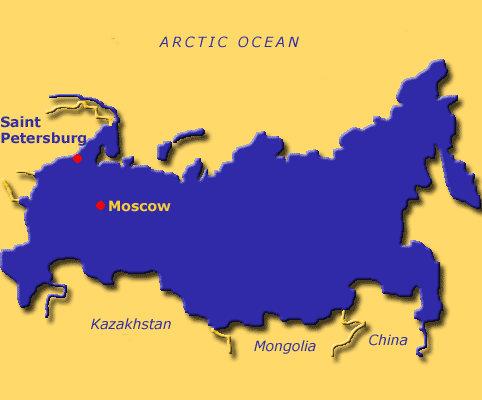 ARCTIC OCEAN
Saint
Petersburg
Moscow
Kazakhstan
Mongolia
China